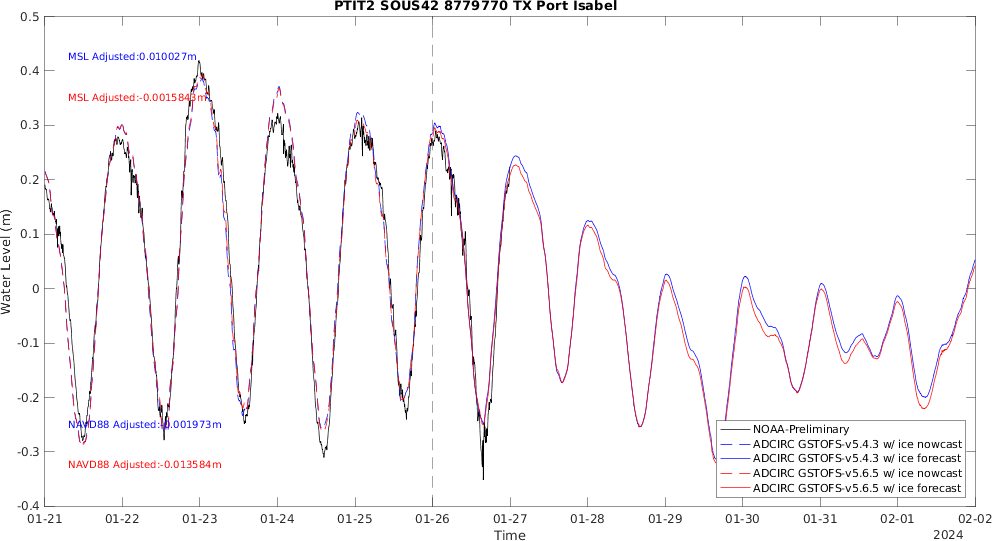 PTIT2 SOUS42 8779770 TX Port Isabel
0.5
0.4
0.3
0.2
0.1
0
-0.1
-0.2
-0.3
-0.4
Water Level (m)
MSL Adjusted:0.010027m
MSL Adjusted:-0.0015843m
NAVD88 Adjusted:-0.001973m
NAVD88 Adjusted:-0.013584m
NOAA-Preliminary
ADCIRC GSTOFS-v5.4.3 w/ ice nowcast
ADCIRC GSTOFS-v5.4.3 w/ ice forecast
ADCIRC GSTOFS-v5.6.5 w/ ice nowcast
ADCIRC GSTOFS-v5.6.5 w/ ice forecast
01-21 01-22 01-23 01-24 01-25 01-26 01-27 01-28 01-29 01-30 01-31 02-01 02-02
Time
2024